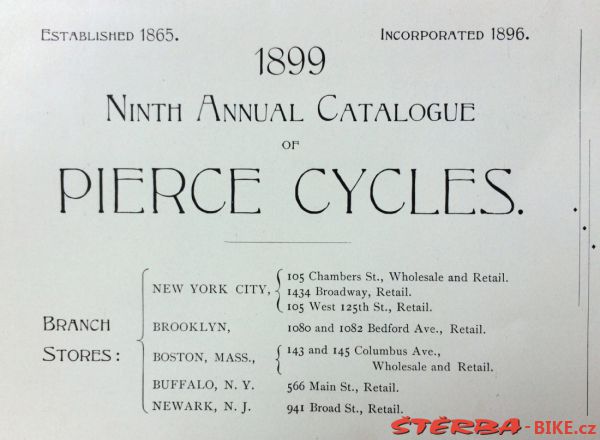 Established 1865. Incorporated 1896.
1899
Ninth Annual Catalogue
of
PIERCE CYCLES.
Branch Stores:
NEW YORK CITY, 105 Chambers St., Wholesale and Retail.
1434 Broadway, Retail.
105 West 125th St., Retail.
BROOKLYN, 1080 and 1082 Bedford Ave., Retail.
BOSTON, MASS., 143 and 145 Columbus Ave.,
Wholesale and Retail.
BUFFALO, N. Y. 566 Main St., Retail.
NEWARK, N. J. 941 Broad St., Retail.
ŠTĚRBA-BIKE.cz